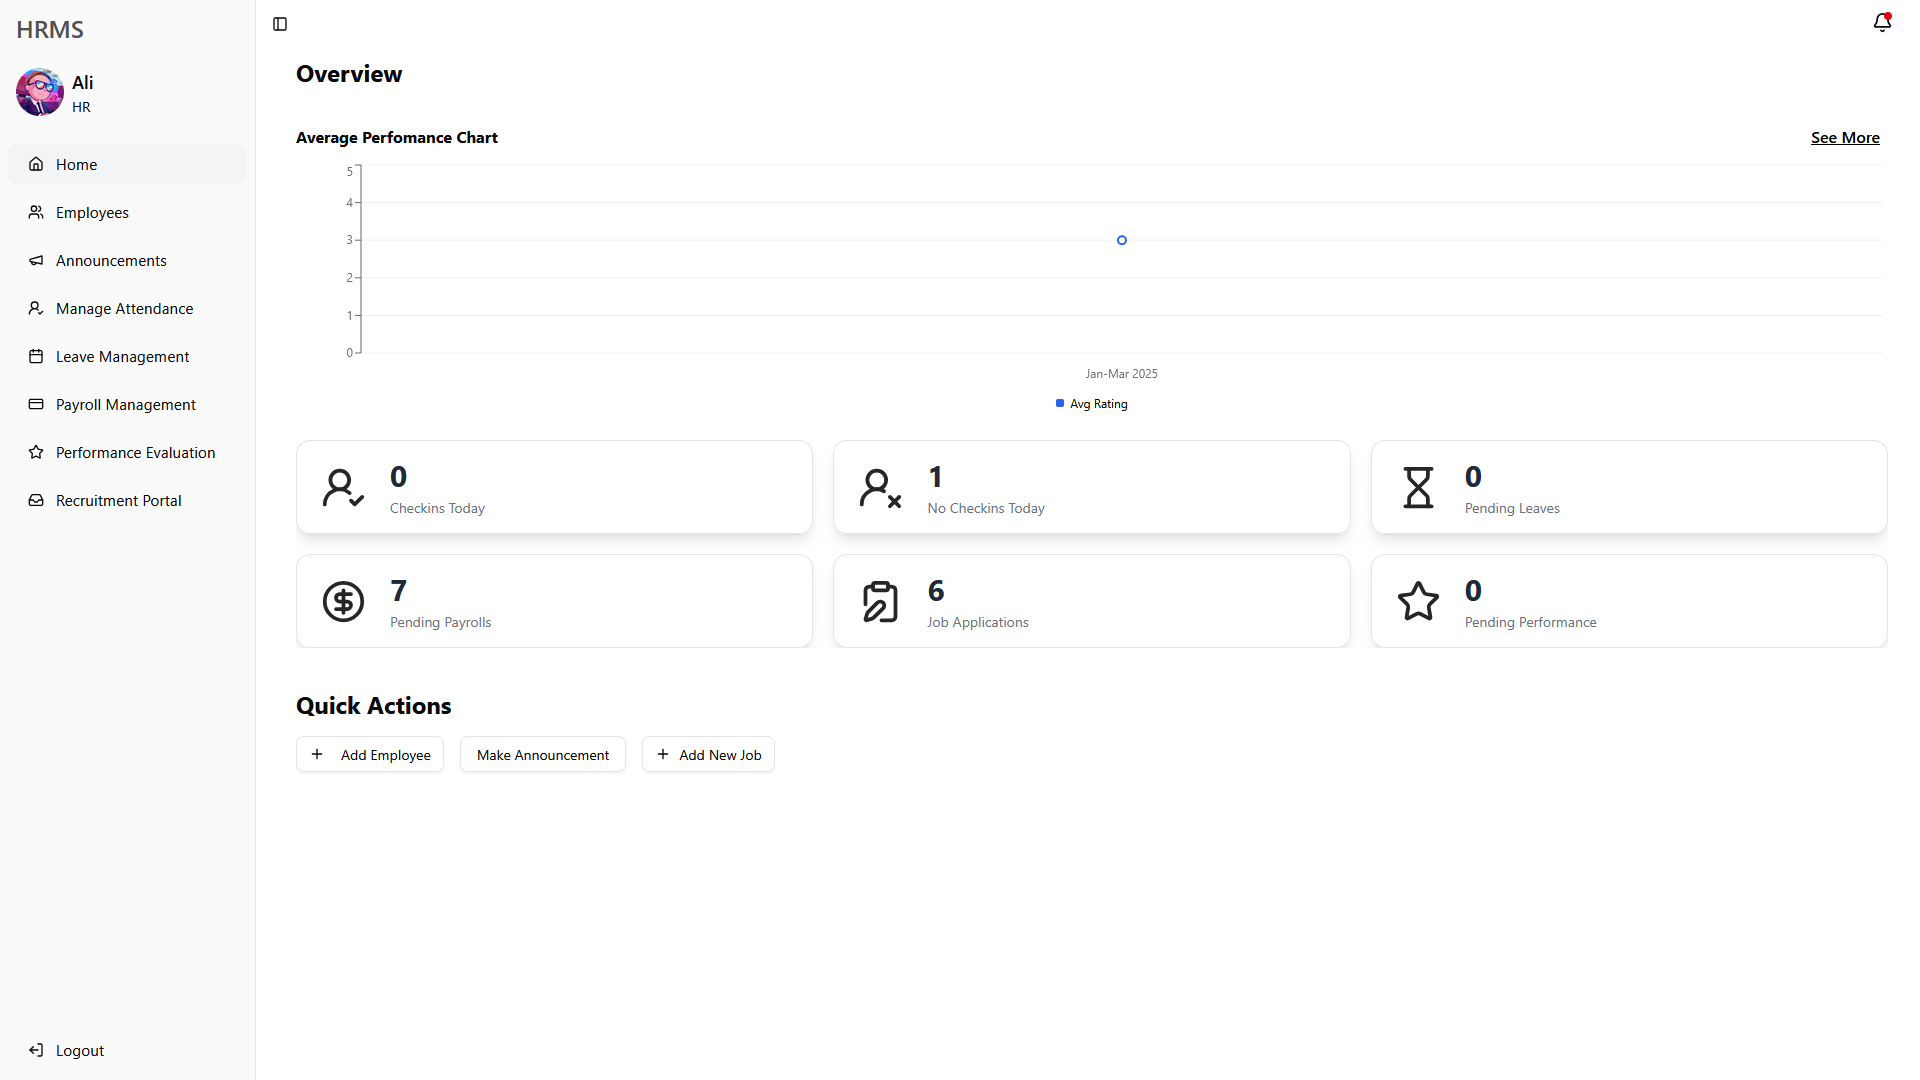 HRMS
Ali
HR
Home
Employees
Announcements
Manage Attendance
Leave Management
Payroll Management
Performance Evaluation
Recruitment Portal
Logout
Overview
Average Perfomance Chart
See More
5
4
3
2
1
0
Jan-Mar 2025
Avg Rating
0
Checkins Today
1
No Checkins Today
0
Pending Leaves
7
Pending Payrolls
6
Job Applications
0
Pending Performance
Quick Actions
Add Employee
Make Announcement
Add New Job